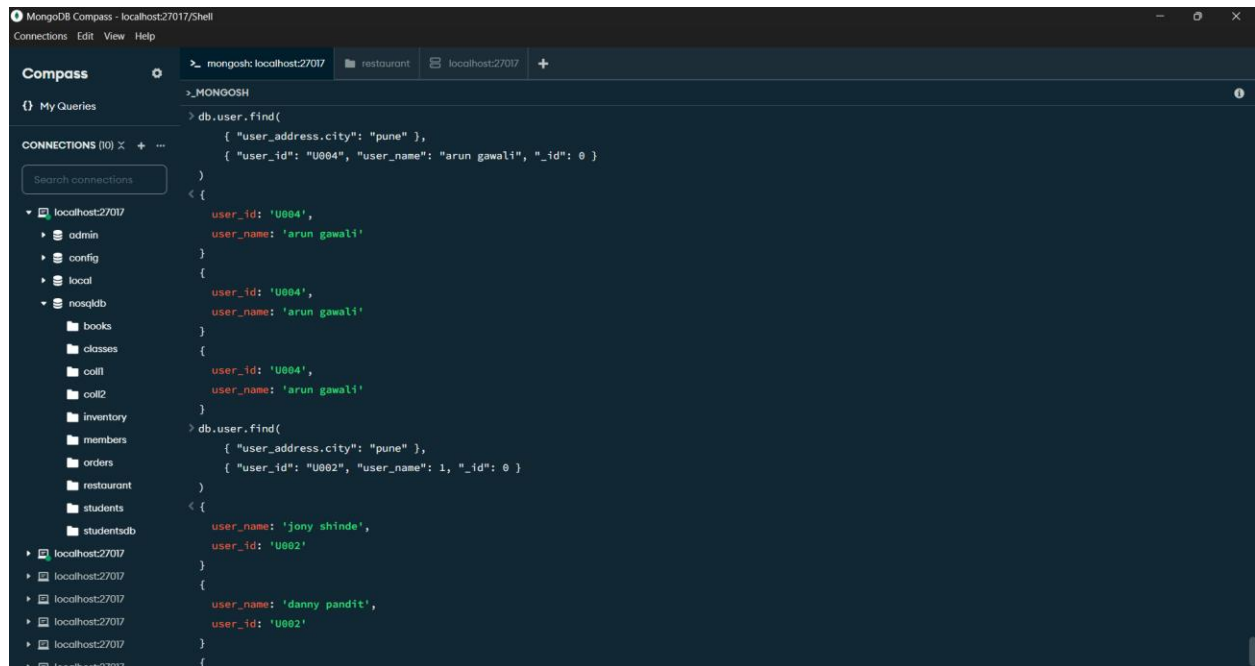 MongoDB Compass - localhost:27017/Shell
Connections Edit View Help
Compass
{} My Queries
CONNECTIONS (10)
Search connections
localhost:27017
admin
config
local
nosqldb
books
classes
coll1
coll2
inventory
members
orders
restaurant
students
studentsdb
localhost:27017
localhost:27017
localhost:27017
localhost:27017
localhost:27017
>_ mongosh: localhost:27017 restaurant localhost:27017 +
>_MONGOSH
> db.user.find(
{ "user_address.city": "pune" },
{ "user_id": "U004", "user_name": "arun gawali", "_id": 0 }
)
< {
user_id: 'U004',
user_name: 'arun gawali'
}
{
user_id: 'U004',
user_name: 'arun gawali'
}
{
user_id: 'U004',
user_name: 'arun gawali'
}
> db.user.find(
{ "user_address.city": "pune" },
{ "user_id": "U002", "user_name": 1, "_id": 0 }
)
< {
user_name: 'jony shinde',
user_id: 'U002'
}
{
user_name: 'danny pandit',
user_id: 'U002'
}
{